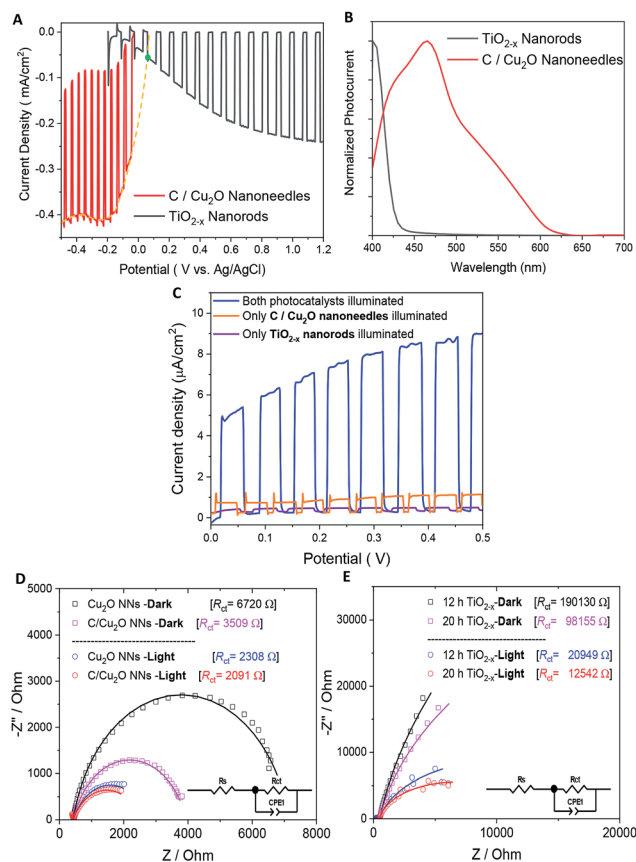 A
0.0
-0.1
-0.2
-0.3
-0.4
Current Density ( mA/cm²)
C / Cu₂O Nanoneedles
TiO₂₋ₓ Nanorods
-0.4 -0.2 0.0 0.2 0.4 0.6 0.8 1.0 1.2
Potential ( V vs. Ag/AgCl)
B
Normalized Photocurrent
TiO₂₋ₓ Nanorods
C / Cu₂O Nanoneedles
400 450 500 550 600 650 700
Wavelength (nm)
C
10
8
6
4
2
0
Current density (µA/cm²)
Both photocatalysts illuminated
Only C / Cu₂O nanoneedles illuminated
Only TiO₂₋ₓ nanorods illuminated
0.0 0.1 0.2 0.3 0.4 0.5
Potential ( V)
D
5000
4000
3000
2000
1000
0
-Z'' / Ohm
Cu₂O NNs -Dark [Rct= 6720 Ω]
C/Cu₂O NNs -Dark [Rct= 3509 Ω]
Cu₂O NNs -Light [Rct= 2308 Ω]
C/Cu₂O NNs -Light [Rct= 2091 Ω]
Rs Rct
CPE1
0 2000 4000 6000 8000
Z / Ohm
E
30000
20000
10000
0
-Z'' / Ohm
12 h TiO₂₋ₓ-Dark [Rct= 190130 Ω]
20 h TiO₂₋ₓ-Dark [Rct= 98155 Ω]
12 h TiO₂₋ₓ-Light [Rct= 20949 Ω]
20 h TiO₂₋ₓ-Light [Rct= 12542 Ω]
Rs Rct
CPE1
0 10000 20000
Z / Ohm